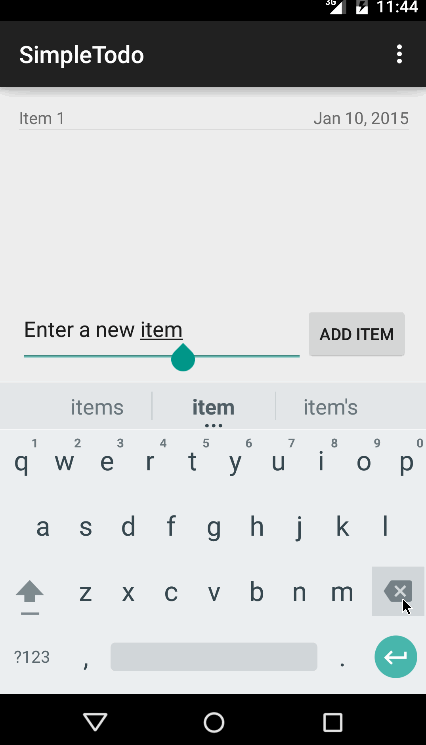 3G 11:44
SimpleTodo
Item 1 Jan 10, 2015
Enter a new item ADD ITEM
items item item's
1 2 3 4 5 6 7 8 9 0
q w e r t y u i o p
a s d f g h j k l
z x c v b n m
?123 , .